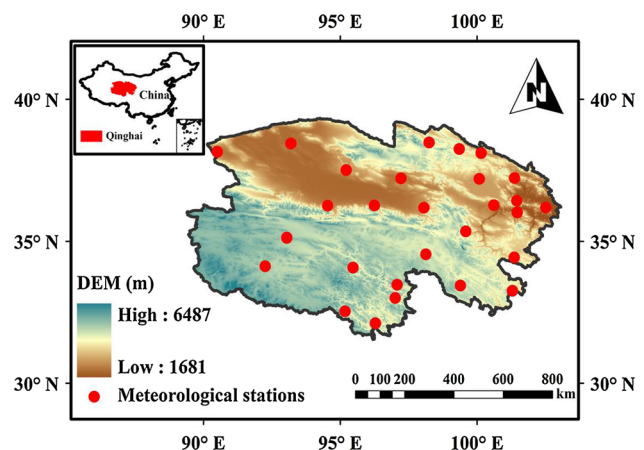 90° E 95° E 100° E
40° N 40° N
China
Qinghai
N
35° N 35° N
DEM (m)
High : 6487
Low : 1681
Meteorological stations
0 100 200 400 600 800
km
30° N 30° N
90° E 95° E 100° E